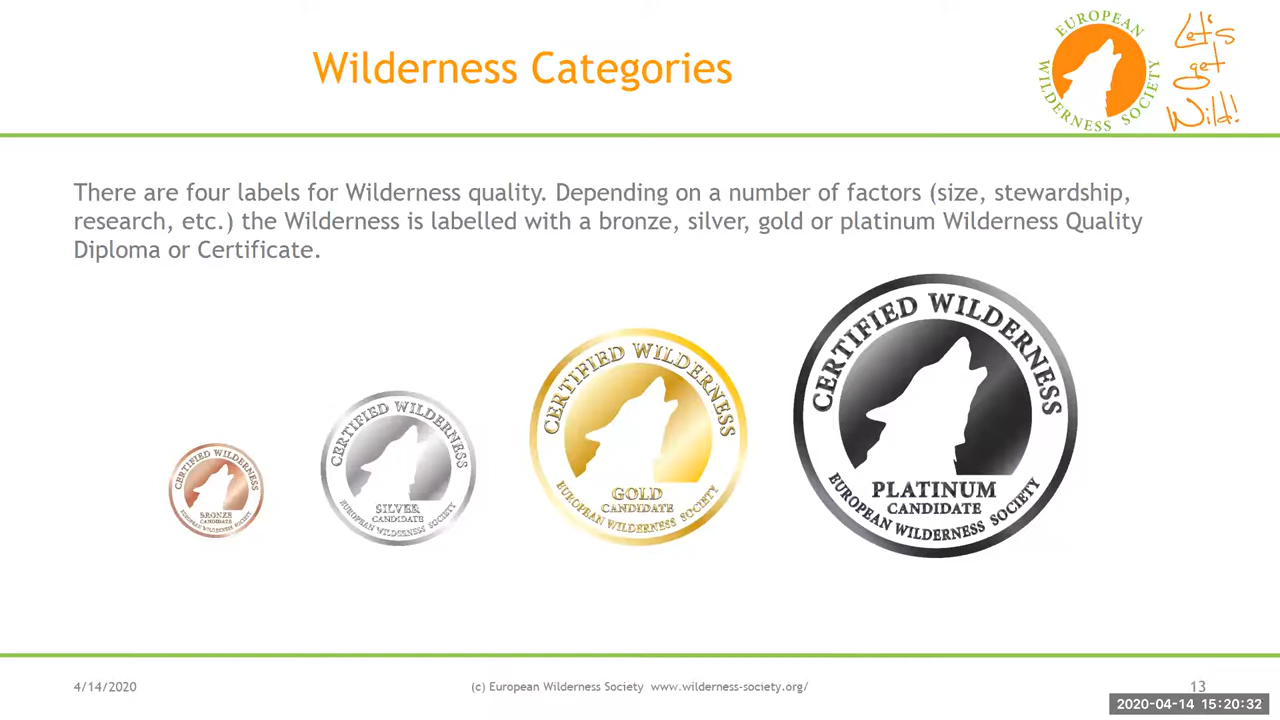 Wilderness Categories
EUROPEAN
WILDERNESS SOCIETY
Let's
get
Wild!
There are four labels for Wilderness quality. Depending on a number of factors (size, stewardship,
research, etc.) the Wilderness is labelled with a bronze, silver, gold or platinum Wilderness Quality
Diploma or Certificate.
CERTIFIED WILDERNESS
BRONZE
CANDIDATE
EUROPEAN WILDERNESS SOCIETY
CERTIFIED WILDERNESS
SILVER
CANDIDATE
EUROPEAN WILDERNESS SOCIETY
CERTIFIED WILDERNESS
GOLD
CANDIDATE
EUROPEAN WILDERNESS SOCIETY
CERTIFIED WILDERNESS
PLATINUM
CANDIDATE
EUROPEAN WILDERNESS SOCIETY
4/14/2020
(c) European Wilderness Society www.wilderness-society.org/
13
2020-04-14 15:20:32